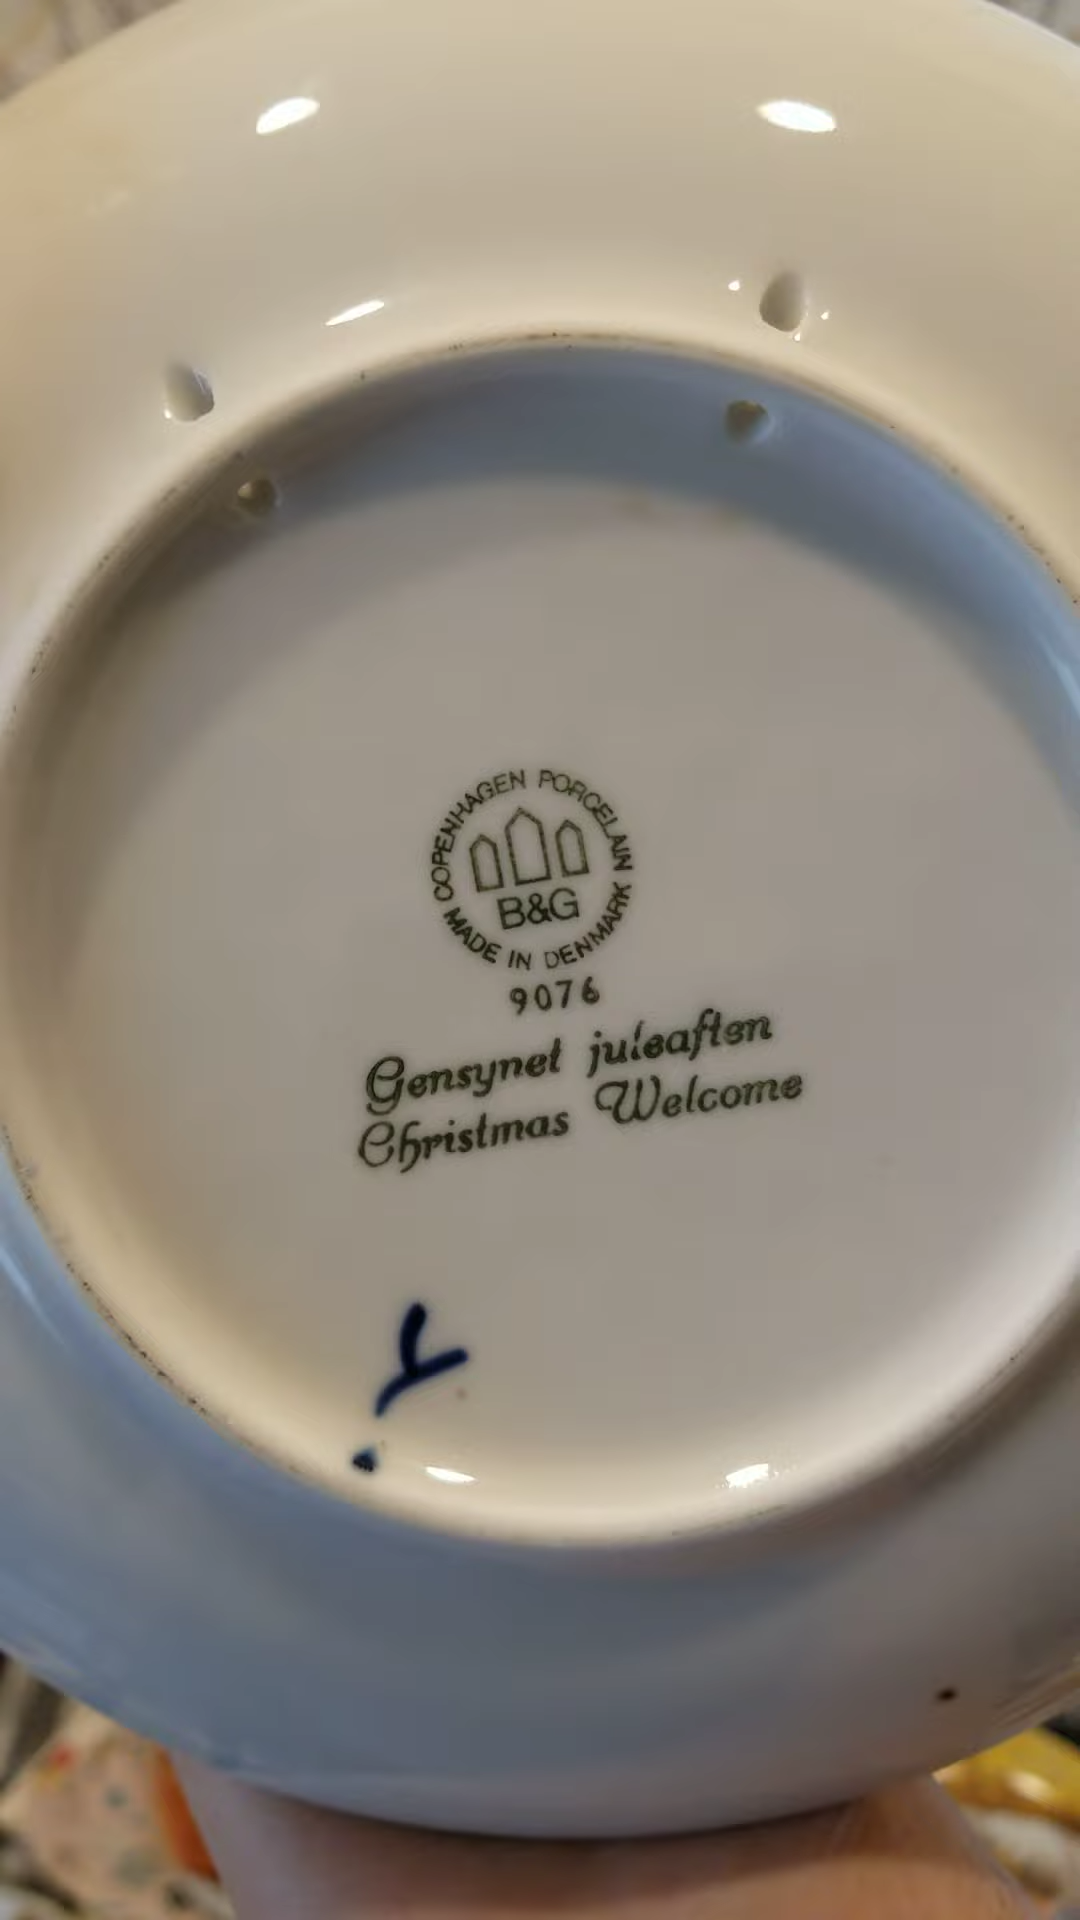 COPENHAGEN PORCELAIN
B&G
MADE IN DENMARK
9076
Gensynet juleaften
Christmas Welcome